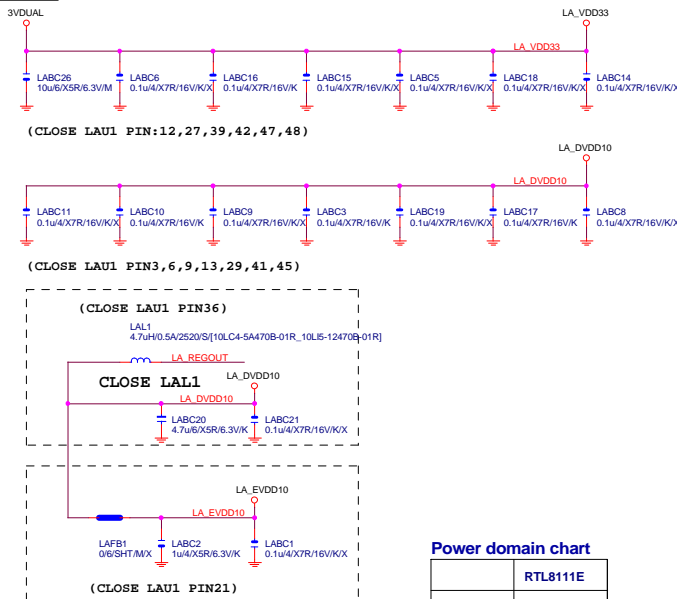 3VDUAL
LA_VDD33
LA_VDD33
LABC26
10u/6/X5R/6.3V/M
LABC6
0.1u/4/X7R/16V/K/X
LABC16
0.1u/4/X7R/16V/K
LABC15
0.1u/4/X7R/16V/K/X
LABC5
0.1u/4/X7R/16V/K/X
LABC18
0.1u/4/X7R/16V/K/X
LABC14
0.1u/4/X7R/16V/K/X
(CLOSE LAU1 PIN:12,27,39,42,47,48)
LA_DVDD10
LA_DVDD10
LABC11
0.1u/4/X7R/16V/K/X
LABC10
0.1u/4/X7R/16V/K
LABC9
0.1u/4/X7R/16V/K/X
LABC3
0.1u/4/X7R/16V/K
LABC19
0.1u/4/X7R/16V/K/X
LABC17
0.1u/4/X7R/16V/K
LABC8
0.1u/4/X7R/16V/K/X
(CLOSE LAU1 PIN3,6,9,13,29,41,45)
(CLOSE LAU1 PIN36)
LAL1
4.7uH/0.5A/2520/S/[10LC4-5A470B-01R_10LI5-12470B-01R]
LA_REGOUT
CLOSE LAL1
LA_DVDD10
LA_DVDD10
LABC20
4.7u/6/X5R/6.3V/K
LABC21
0.1u/4/X7R/16V/K/X
LA_EVDD10
LA_EVDD10
LAFB1
0/6/SHT/M/X
LABC2
1u/4/X5R/6.3V/K
LABC1
0.1u/4/X7R/16V/K/X
(CLOSE LAU1 PIN21)
Power domain chart
RTL8111E